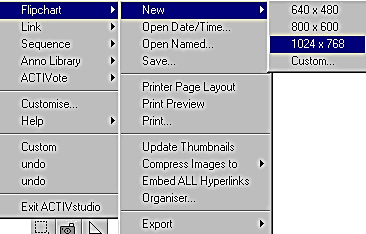 Flipchart
Link
Sequence
Anno Library
ACTIVote
Customise...
Help
Custom
undo
undo
Exit ACTIVstudio
New
Open Date/Time...
Open Named...
Save...
Printer Page Layout
Print Preview
Print...
Update Thumbnails
Compress Images to
Embed ALL Hyperlinks
Organiser...
Export
640 x 480
800 x 600
1024 x 768
Custom...